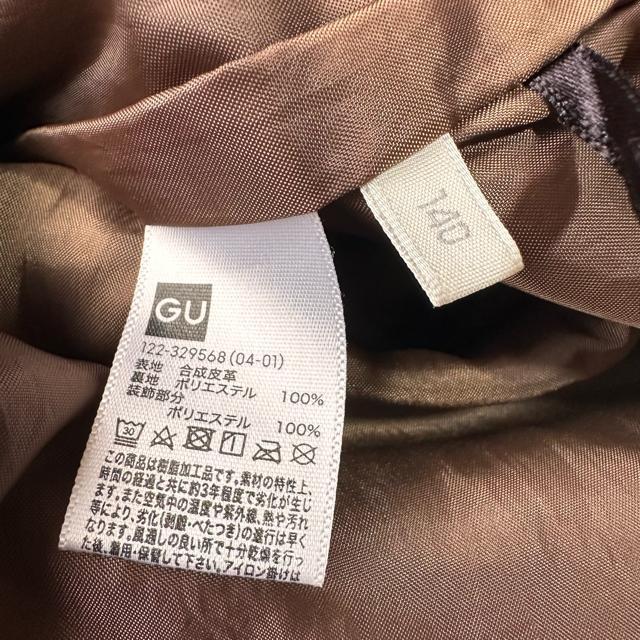 140
GU
122-329568(04-01)
表地 合成皮革
裏地 ポリエステル 100%
装飾部分
ポリエステル 100%
30
この商品は樹脂加工品です。素材の特性上、
時間の経過と共に約3年程度で劣化が生じ
ます。また空気中の温度や紫外線、熱や汚れ
等により、劣化(剥離・べたつき)の進行は早く
なります。風通しの良い所で十分乾燥を行っ
た後、着用・保管して下さい。アイロン掛けは